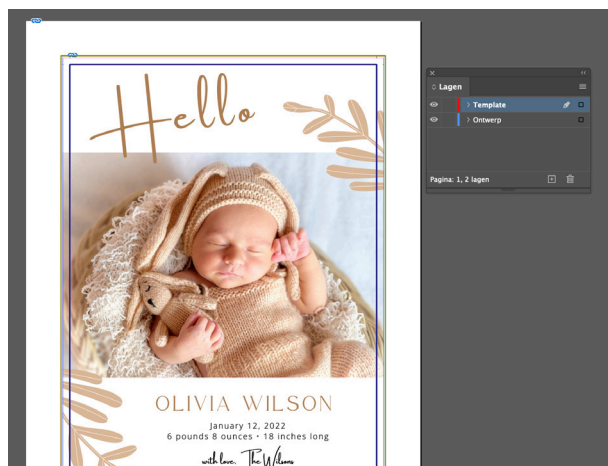 Hello
Lagen
Template
Ontwerp
Pagina: 1, 2 lagen
OLIVIA WILSON
January 12, 2022
6 pounds 8 ounces • 18 inches long
with love, The Wilsons